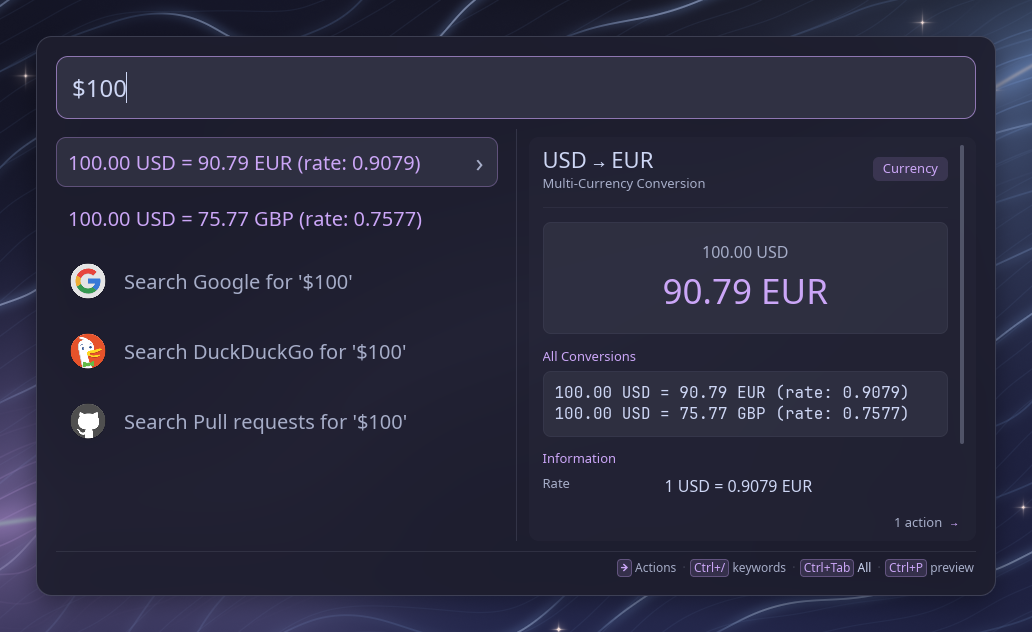 $100
100.00 USD = 90.79 EUR (rate: 0.9079)
100.00 USD = 75.77 GBP (rate: 0.7577)
Search Google for '$100'
Search DuckDuckGo for '$100'
Search Pull requests for '$100'
USD → EUR
Multi-Currency Conversion
Currency
100.00 USD
90.79 EUR
All Conversions
100.00 USD = 90.79 EUR (rate: 0.9079)
100.00 USD = 75.77 GBP (rate: 0.7577)
Information
Rate 1 USD = 0.9079 EUR
1 action →
→ Actions · Ctrl+/ keywords · Ctrl+Tab All · Ctrl+P preview